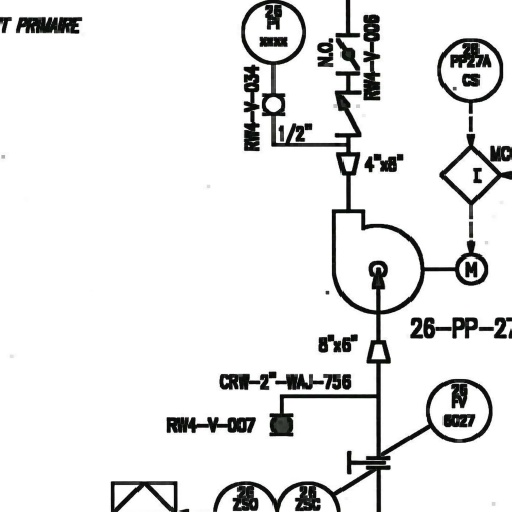 T PRIMAIRE
26
PI
XXXX
N.O.
RW4-V-006
RW4-V-034
1/2"
4"x8"
26
PP27A
CS
I
MC
M
26-PP-27
8"x6"
CRW-2"-WAJ-756
RW4-V-007
26
FV
6027
26
ZSO
26
ZSC